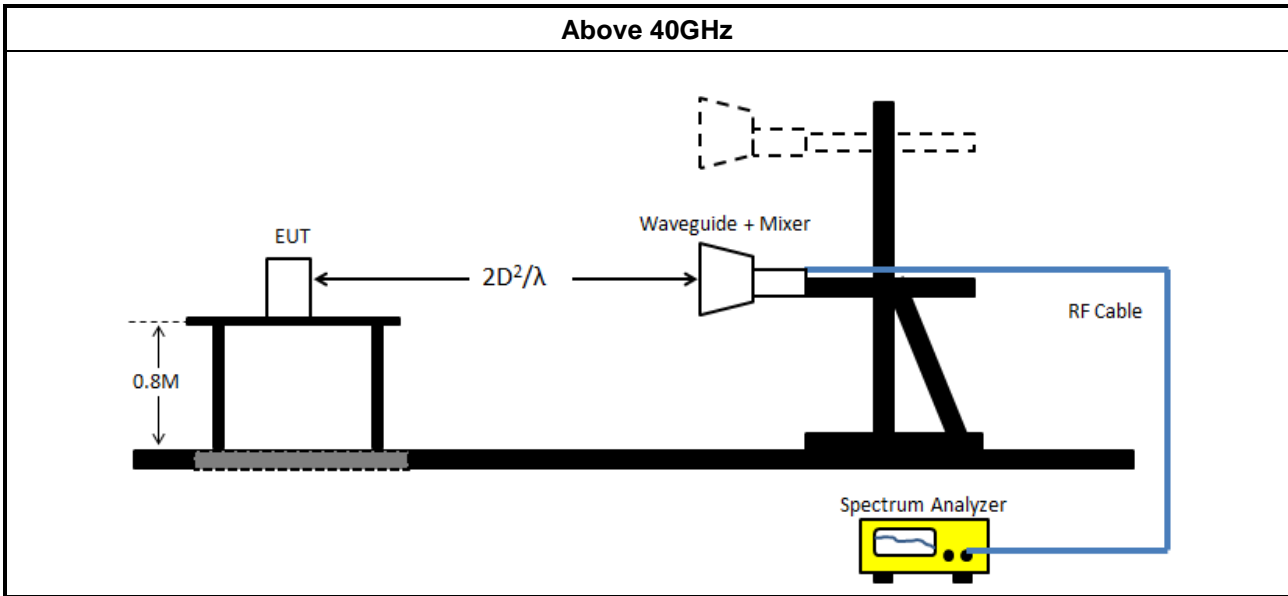 Above 40GHz
Waveguide + Mixer
EUT
2D²/λ
RF Cable
0.8M
Spectrum Analyzer